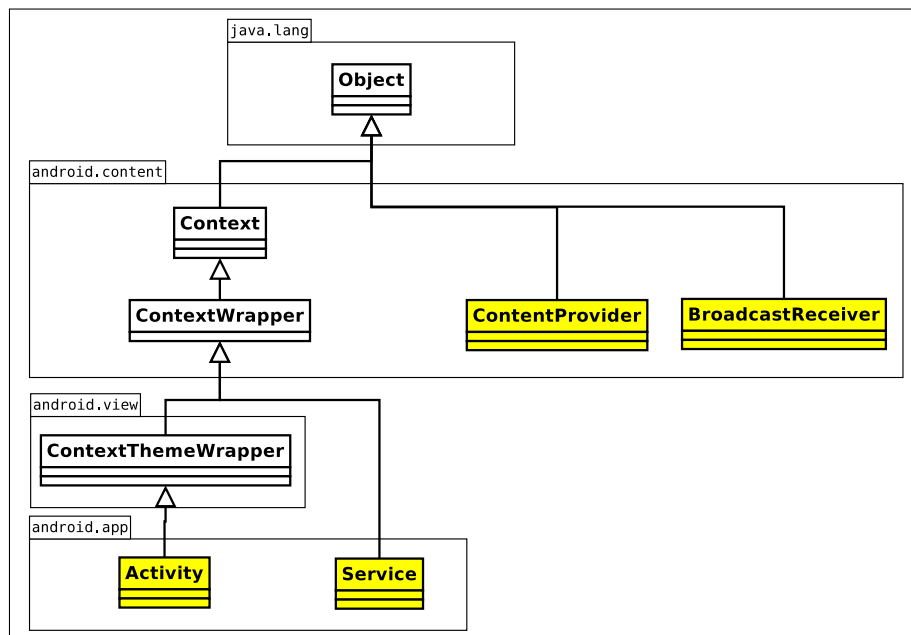 java.lang
Object
android.content
Context
ContextWrapper
ContentProvider
BroadcastReceiver
android.view
ContextThemeWrapper
android.app
Activity
Service